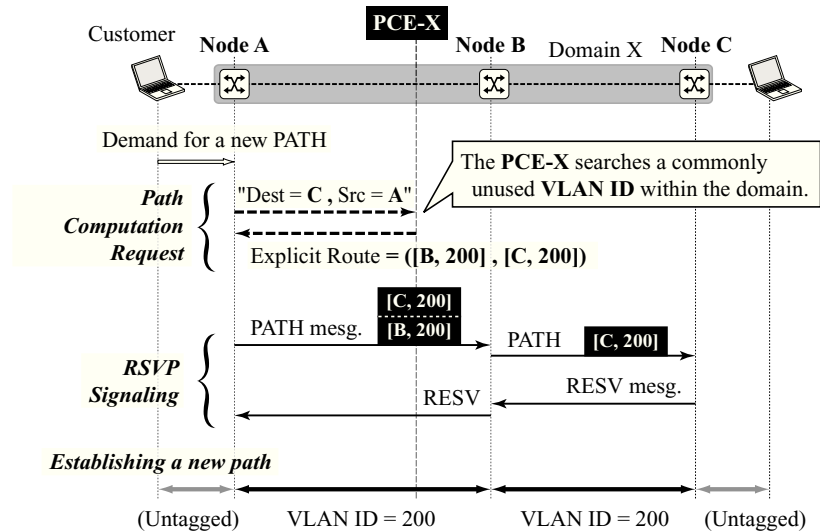 PCE-X
Customer
Node A
Node B
Domain X
Node C
Demand for a new PATH
The PCE-X searches a commonly
unused VLAN ID within the domain.
Path
Computation
Request
"Dest = C , Src = A"
Explicit Route = ([B, 200] , [C, 200])
[C, 200]
[B, 200]
PATH mesg.
PATH
[C, 200]
RSVP
Signaling
RESV mesg.
RESV
Establishing a new path
(Untagged)
VLAN ID = 200
VLAN ID = 200
(Untagged)